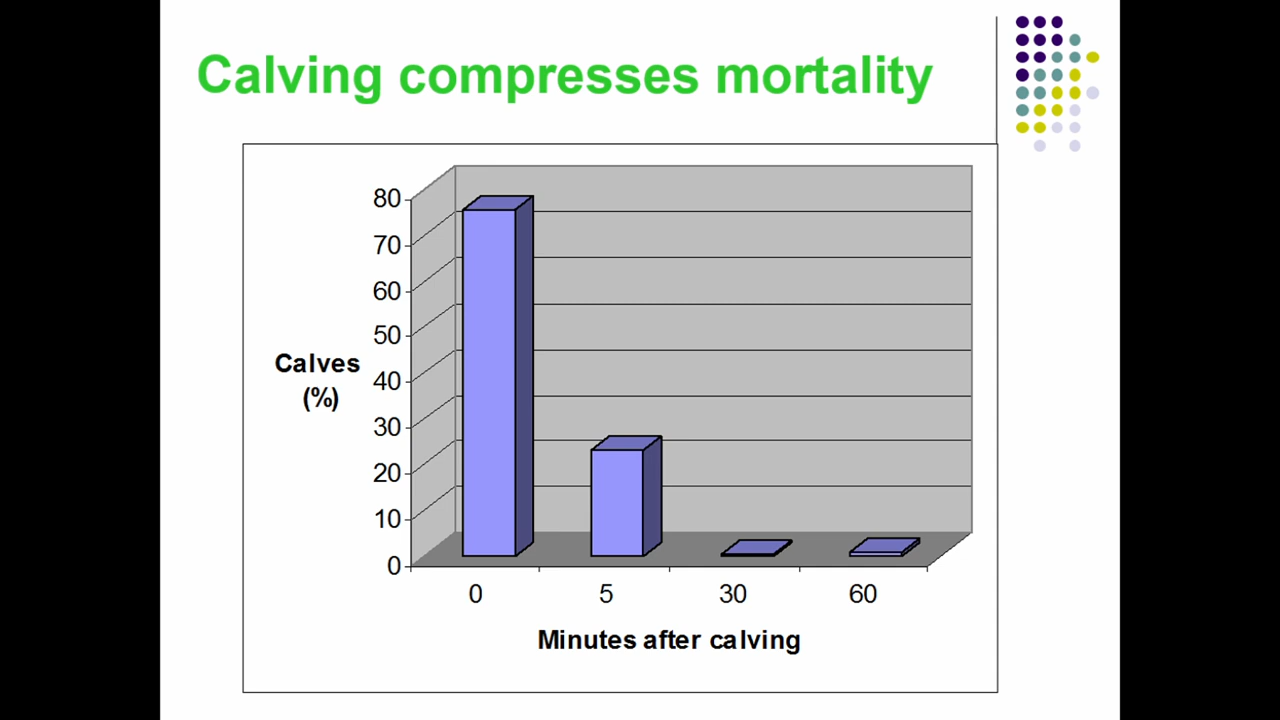 Calving compresses mortality
80
70
60
50
40
30
20
10
0
Calves
(%)
0 5 30 60
Minutes after calving